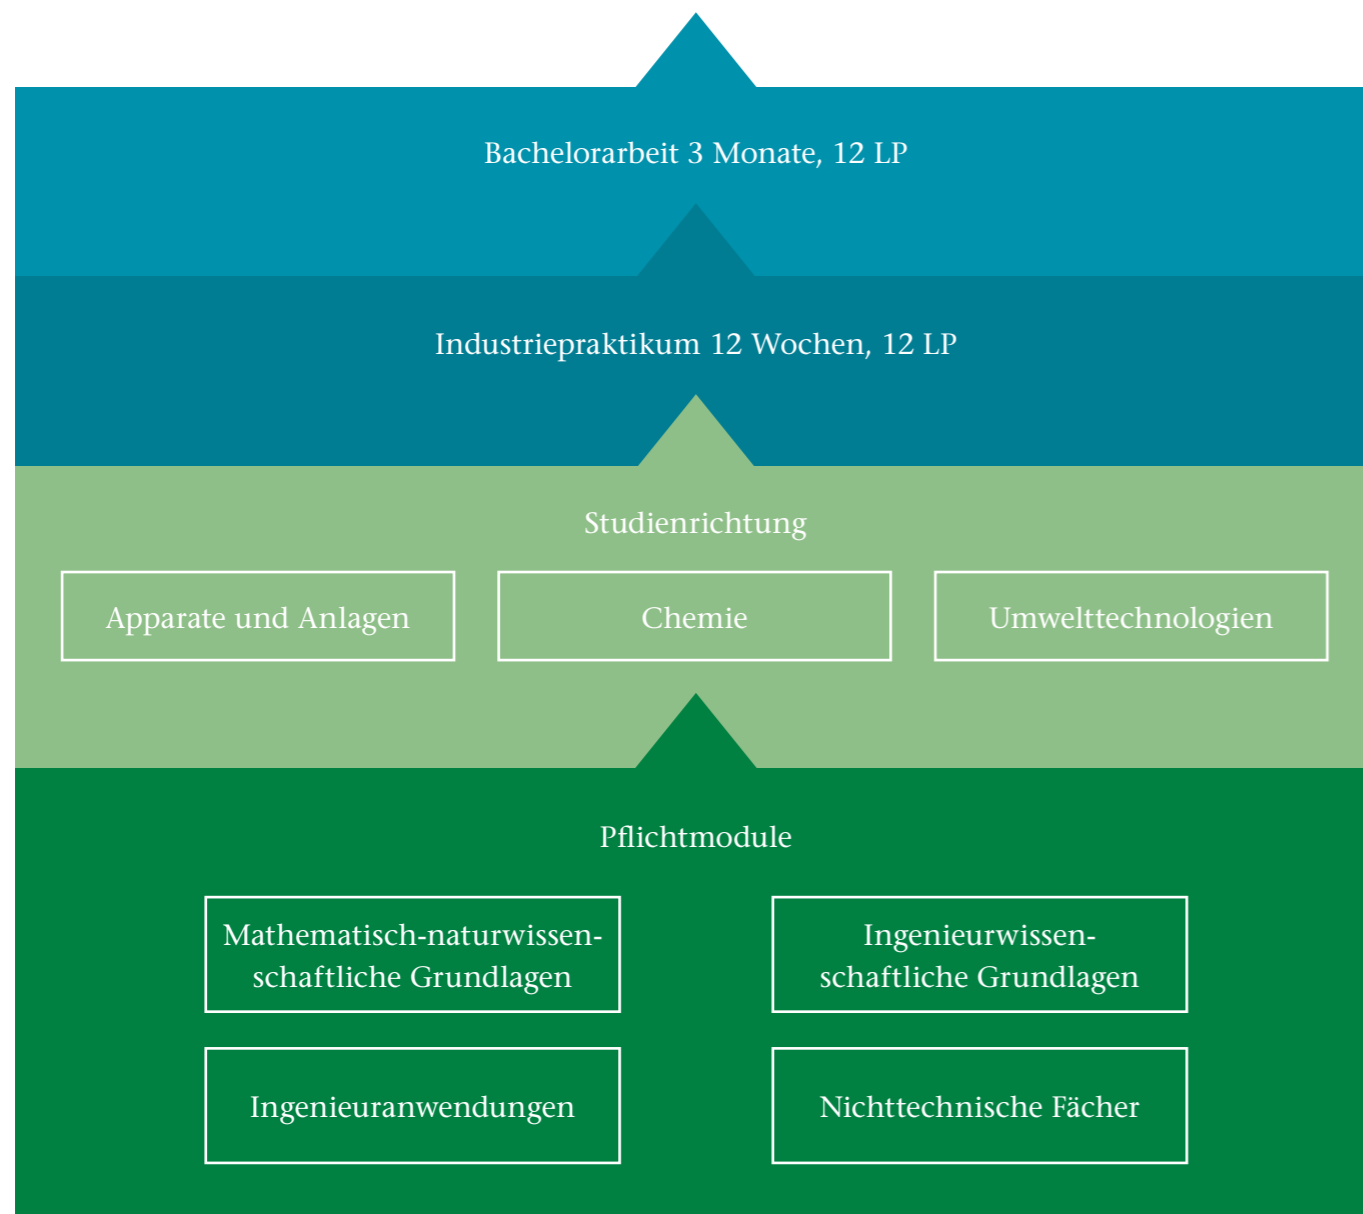 Bachelorarbeit 3 Monate, 12 LP
Industriepraktikum 12 Wochen, 12 LP
Studienrichtung
Apparate und Anlagen
Chemie
Umwelttechnologien
Pflichtmodule
Mathematisch-naturwissen-
schaftliche Grundlagen
Ingenieurwissen-
schaftliche Grundlagen
Ingenieuranwendungen
Nichttechnische Fächer